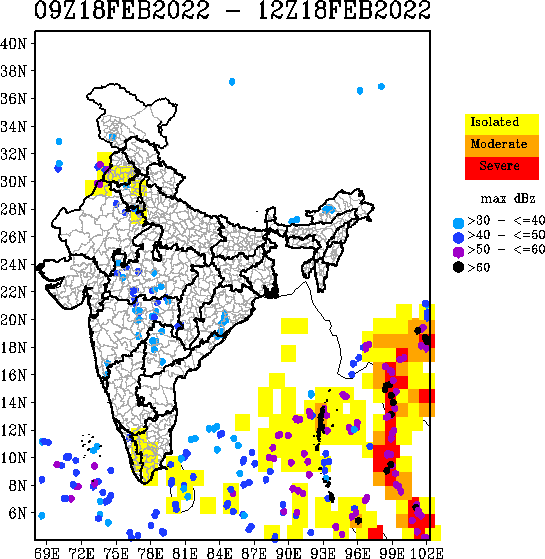 09Z18FEB2022 – 12Z18FEB2022
40N
38N
36N
34N
32N
30N
28N
26N
24N
22N
20N
18N
16N
14N
12N
10N
8N
6N
69E 72E 75E 78E 81E 84E 87E 90E 93E 96E 99E 102E
Isolated
Moderate
Severe
max dBz
>30 – <=40
>40 – <=50
>50 – <=60
>60